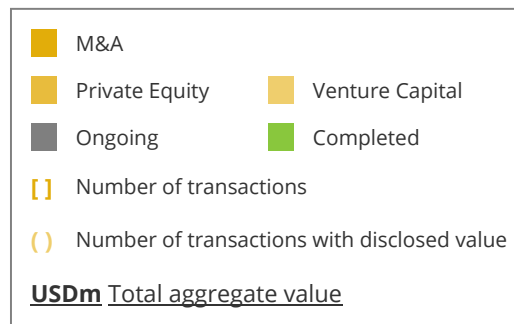 M&A
Private Equity Venture Capital
Ongoing Completed
[ ] Number of transactions
( ) Number of transactions with disclosed value
USDm Total aggregate value